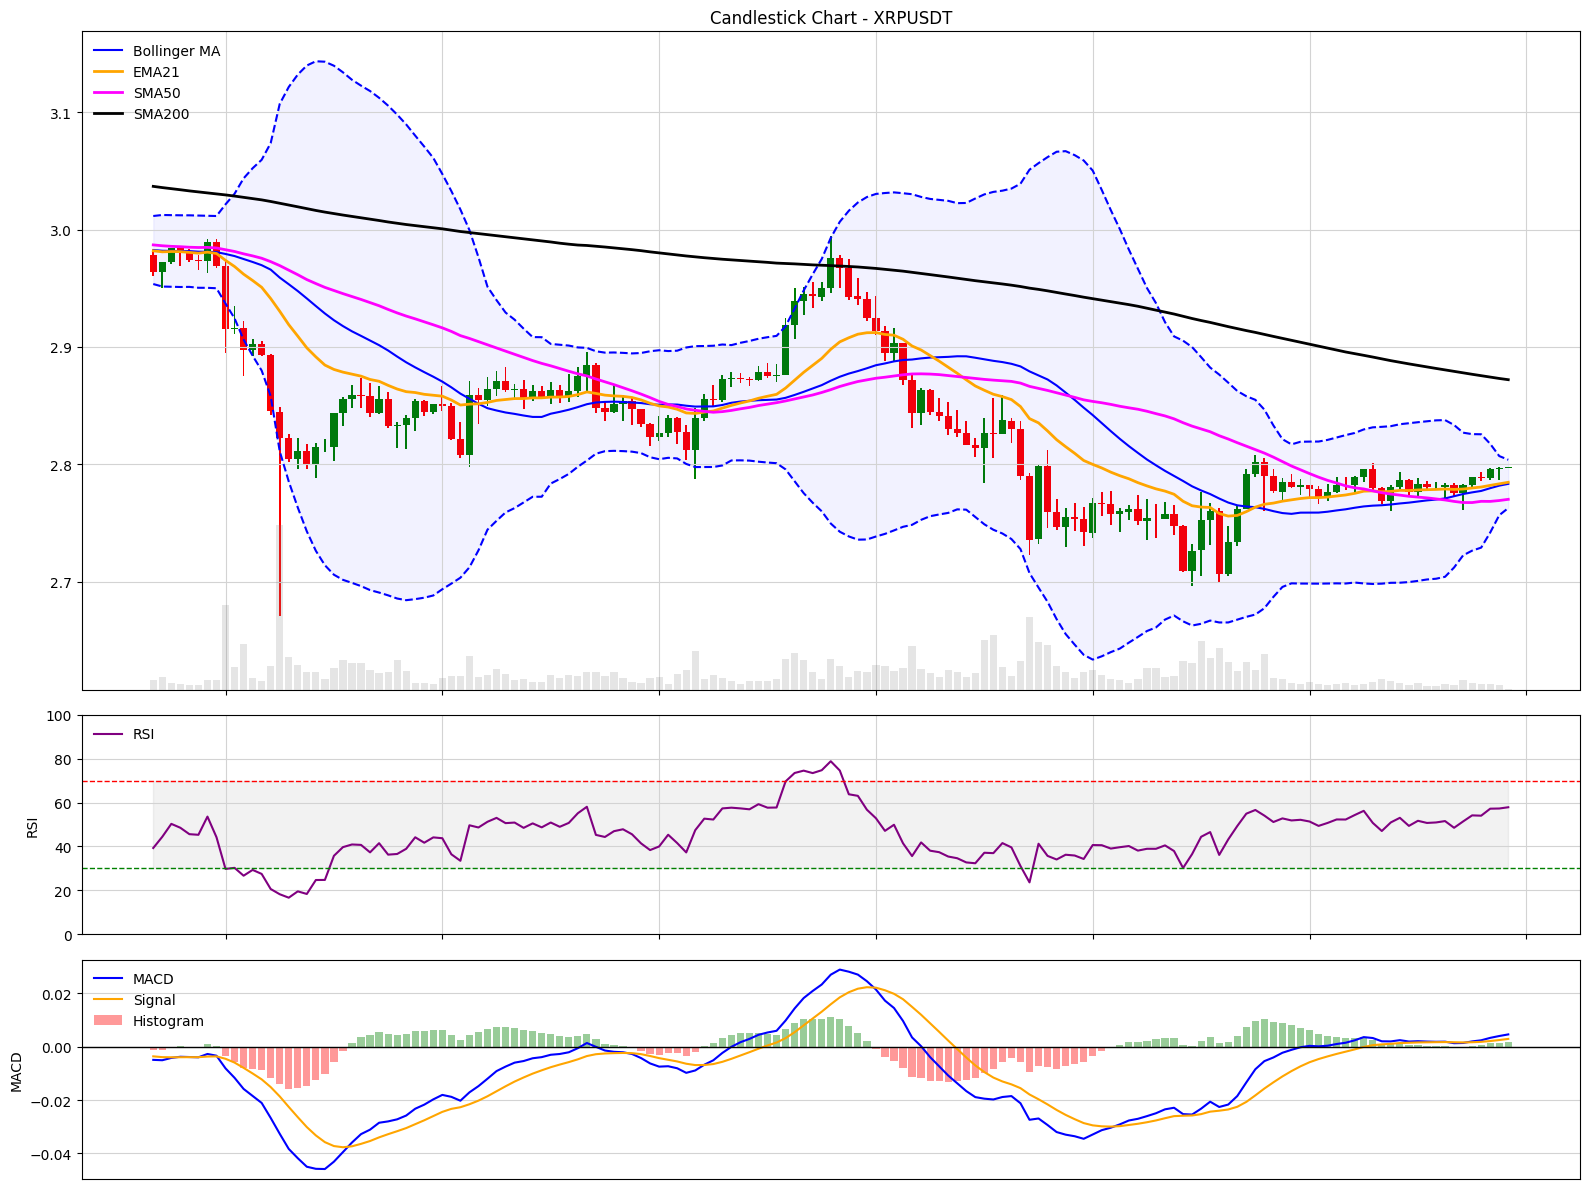 Candlestick Chart - XRPUSDT
Bollinger MA
EMA21
SMA50
SMA200
3.1
3.0
2.9
2.8
2.7
100
80
60
40
20
0
RSI
RSI
MACD
Signal
Histogram
0.02
0.00
−0.02
−0.04
MACD